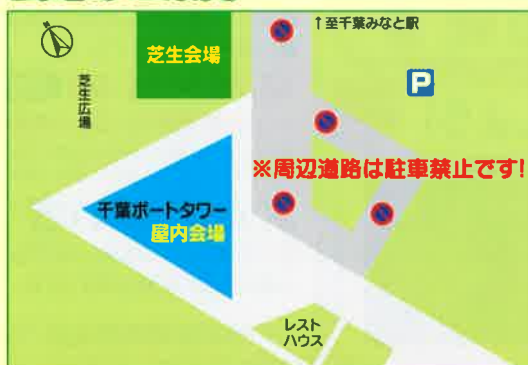 ↑至千葉みなと駅
芝生会場
P
芝生広場
※周辺道路は駐車禁止です!
千葉ポートタワー
屋内会場
レスト
ハウス